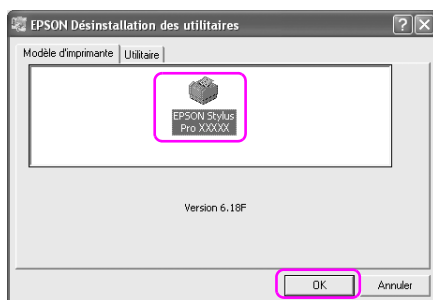 EPSON Désinstallation des utilitaires
Modèle d'imprimante
Utilitaire
EPSON Stylus
Pro XXXXX
Version 6.18F
OK
Annuler